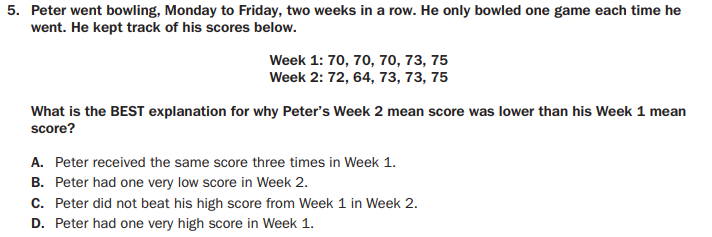 5. Peter went bowling, Monday to Friday, two weeks in a row. He only bowled one game each time he
went. He kept track of his scores below.
Week 1: 70, 70, 70, 73, 75
Week 2: 72, 64, 73, 73, 75
What is the BEST explanation for why Peter's Week 2 mean score was lower than his Week 1 mean
score?
A. Peter received the same score three times in Week 1.
B. Peter had one very low score in Week 2.
C. Peter did not beat his high score from Week 1 in Week 2.
D. Peter had one very high score in Week 1.